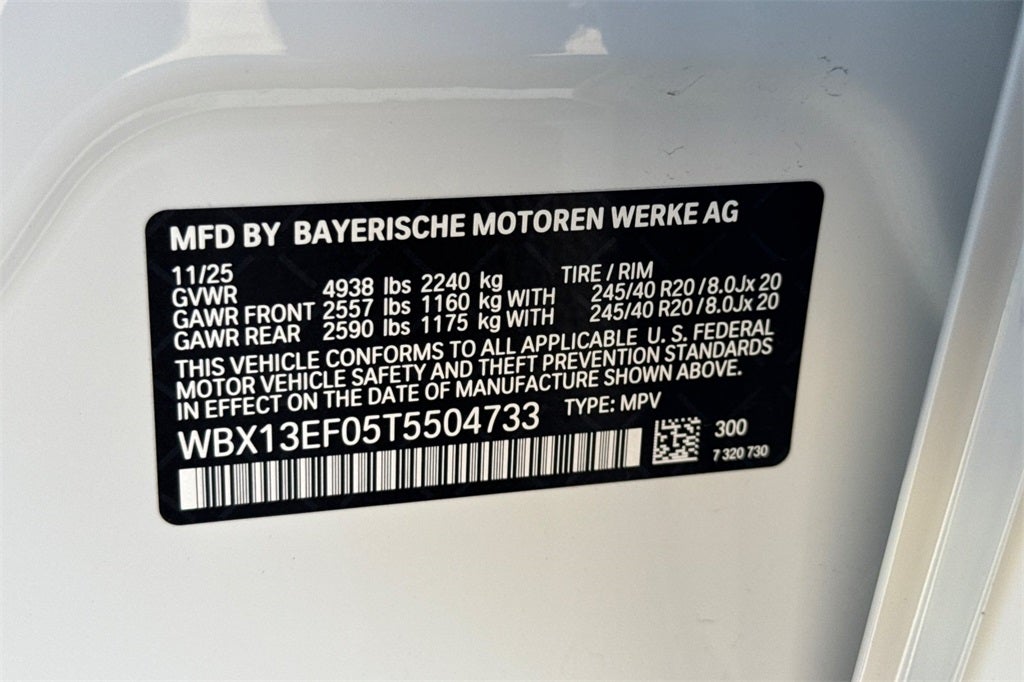 MFD BY BAYERISCHE MOTOREN WERKE AG
11/25 TIRE / RIM
GVWR 4938 lbs 2240 kg
GAWR FRONT 2557 lbs 1160 kg WITH 245/40 R20 /8.0Jx 20
GAWR REAR 2590 lbs 1175 kg WITH 245/40 R20 /8.0Jx 20
THIS VEHICLE CONFORMS TO ALL APPLICABLE U. S. FEDERAL
MOTOR VEHICLE SAFETY AND THEFT PREVENTION STANDARDS
IN EFFECT ON THE DATE OF MANUFACTURE SHOWN ABOVE.
WBX13EF05T5504733 TYPE: MPV
300
7 320 730